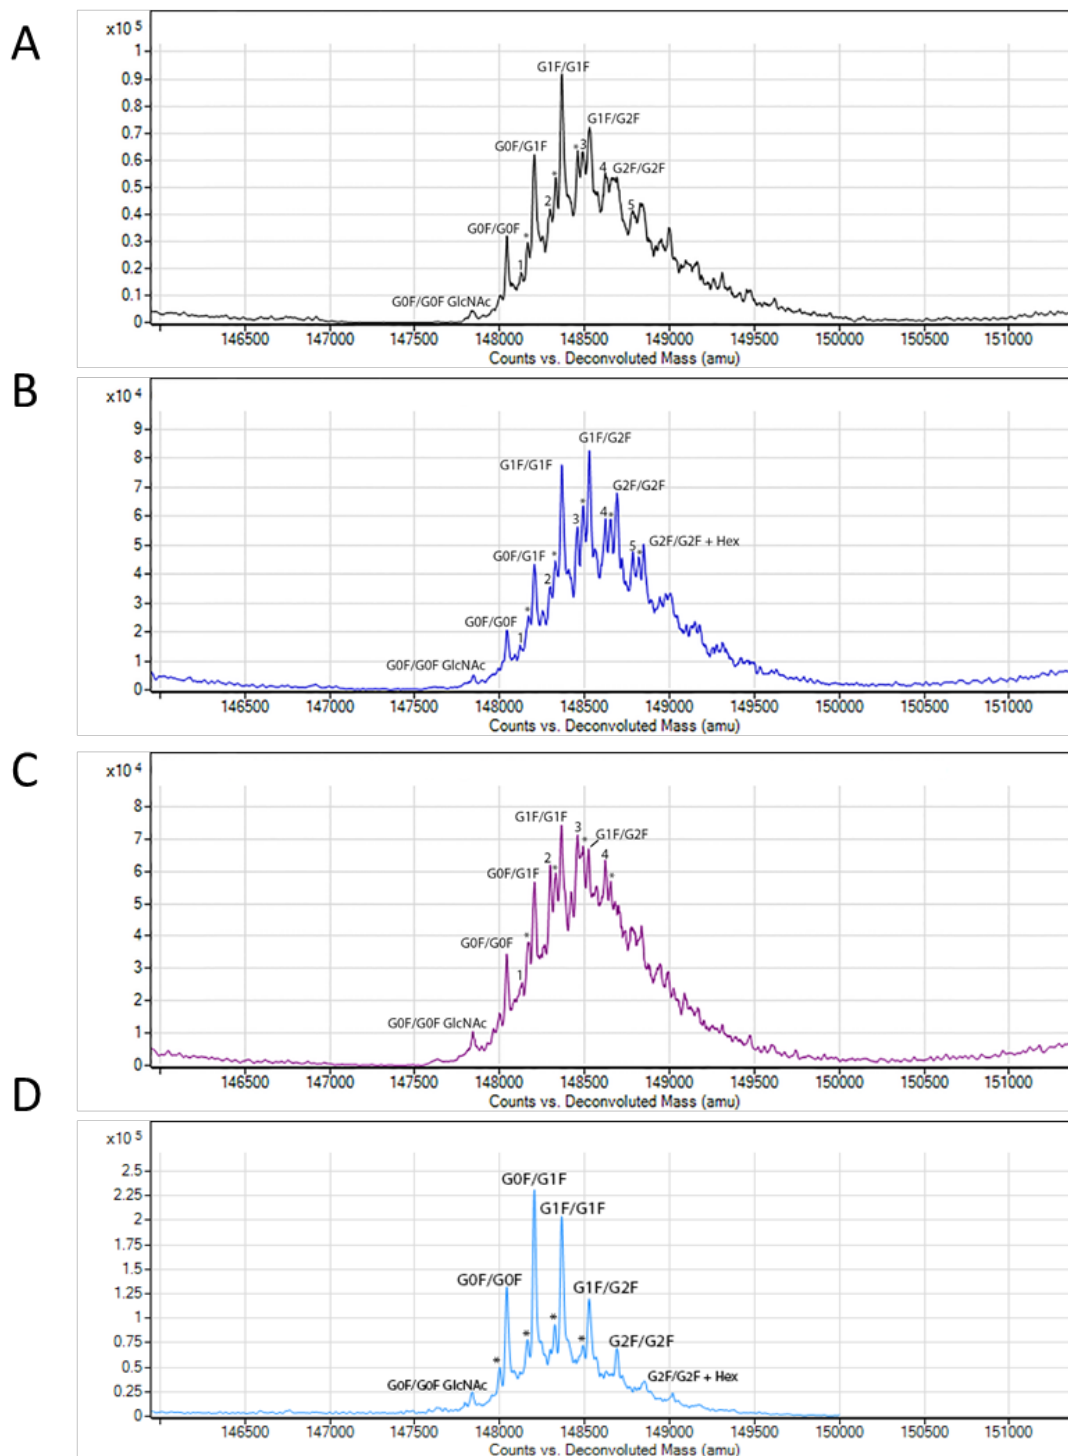 A
x10 5
1
0.9
0.8
0.7
0.6
0.5
0.4
0.3
0.2
0.1
0
G0F/G0F GlcNAc
G0F/G0F
1
*
G0F/G1F
2
*
G1F/G1F
*
3
G1F/G2F
4
G2F/G2F
5
146500 147000 147500 148000 148500 149000 149500 150000 150500 151000
Counts vs. Deconvoluted Mass (amu)
B
x10 4
9
8
7
6
5
4
3
2
1
0
G0F/G0F GlcNAc
G0F/G0F
1
*
G0F/G1F
2
*
G1F/G1F
3
*
G1F/G2F
4
*
G2F/G2F
5
*
G2F/G2F + Hex
146500 147000 147500 148000 148500 149000 149500 150000 150500 151000
Counts vs. Deconvoluted Mass (amu)
C
x10 4
8
7
6
5
4
3
2
1
0
G0F/G0F GlcNAc
G0F/G0F
1
*
G0F/G1F
2
*
G1F/G1F
3
*
G1F/G2F
4
*
146500 147000 147500 148000 148500 149000 149500 150000 150500 151000
Counts vs. Deconvoluted Mass (amu)
D
x10 5
2.5
2.25
2
1.75
1.5
1.25
1
0.75
0.5
0.25
0
G0F/G0F GlcNAc
*
G0F/G0F
*
G0F/G1F
*
G1F/G1F
*
G1F/G2F
G2F/G2F
G2F/G2F + Hex
146500 147000 147500 148000 148500 149000 149500 150000 150500 151000
Counts vs. Deconvoluted Mass (amu)